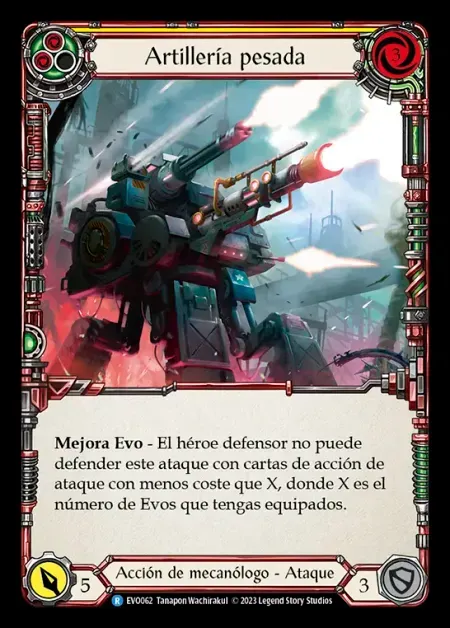 Artillería pesada
3
Mejora Evo - El héroe defensor no puede
defender este ataque con cartas de acción de
ataque con menos coste que X, donde X es el
número de Evos que tengas equipados.
5
Acción de mecanólogo - Ataque
3
R EVO062 Tanapon Wachirakul © 2023 Legend Story Studios